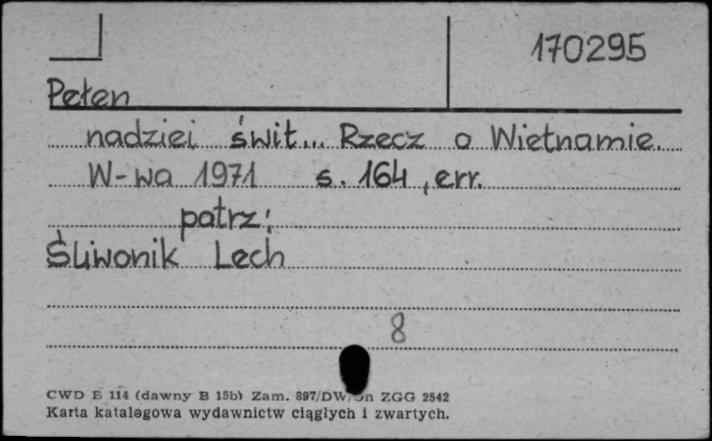 170295
Pełen
nadziei świt... Rzecz o Wietnamie.
W-wa 1971 s. 164, err.
patrz:
Śliwonik Lech
8
CWD E 114 (dawny B 15b) Zam. 897/DW/ ZGG 2542
Karta katalogowa wydawnictw ciągłych i zwartych.